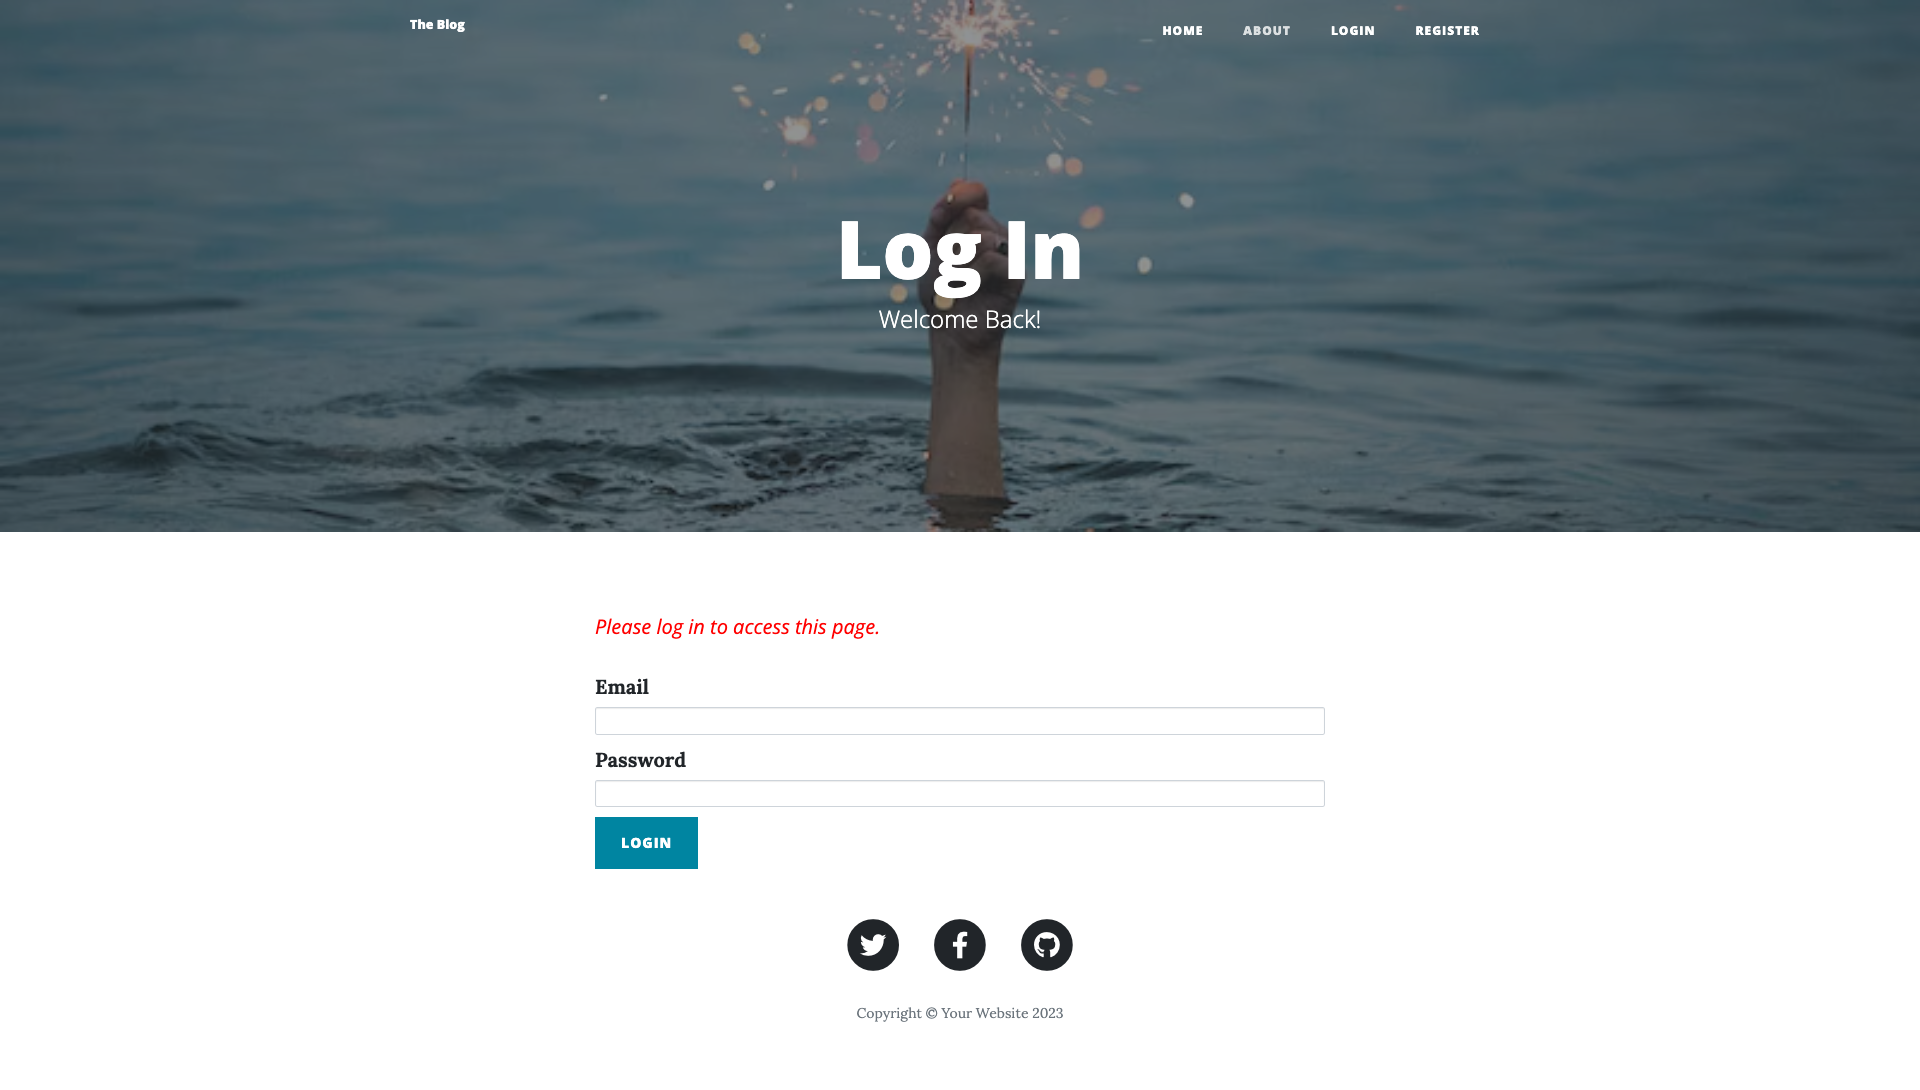 The Blog
HOME
ABOUT
LOGIN
REGISTER
Log In
Welcome Back!
Please log in to access this page.
Email
Password
LOGIN
Copyright © Your Website 2023